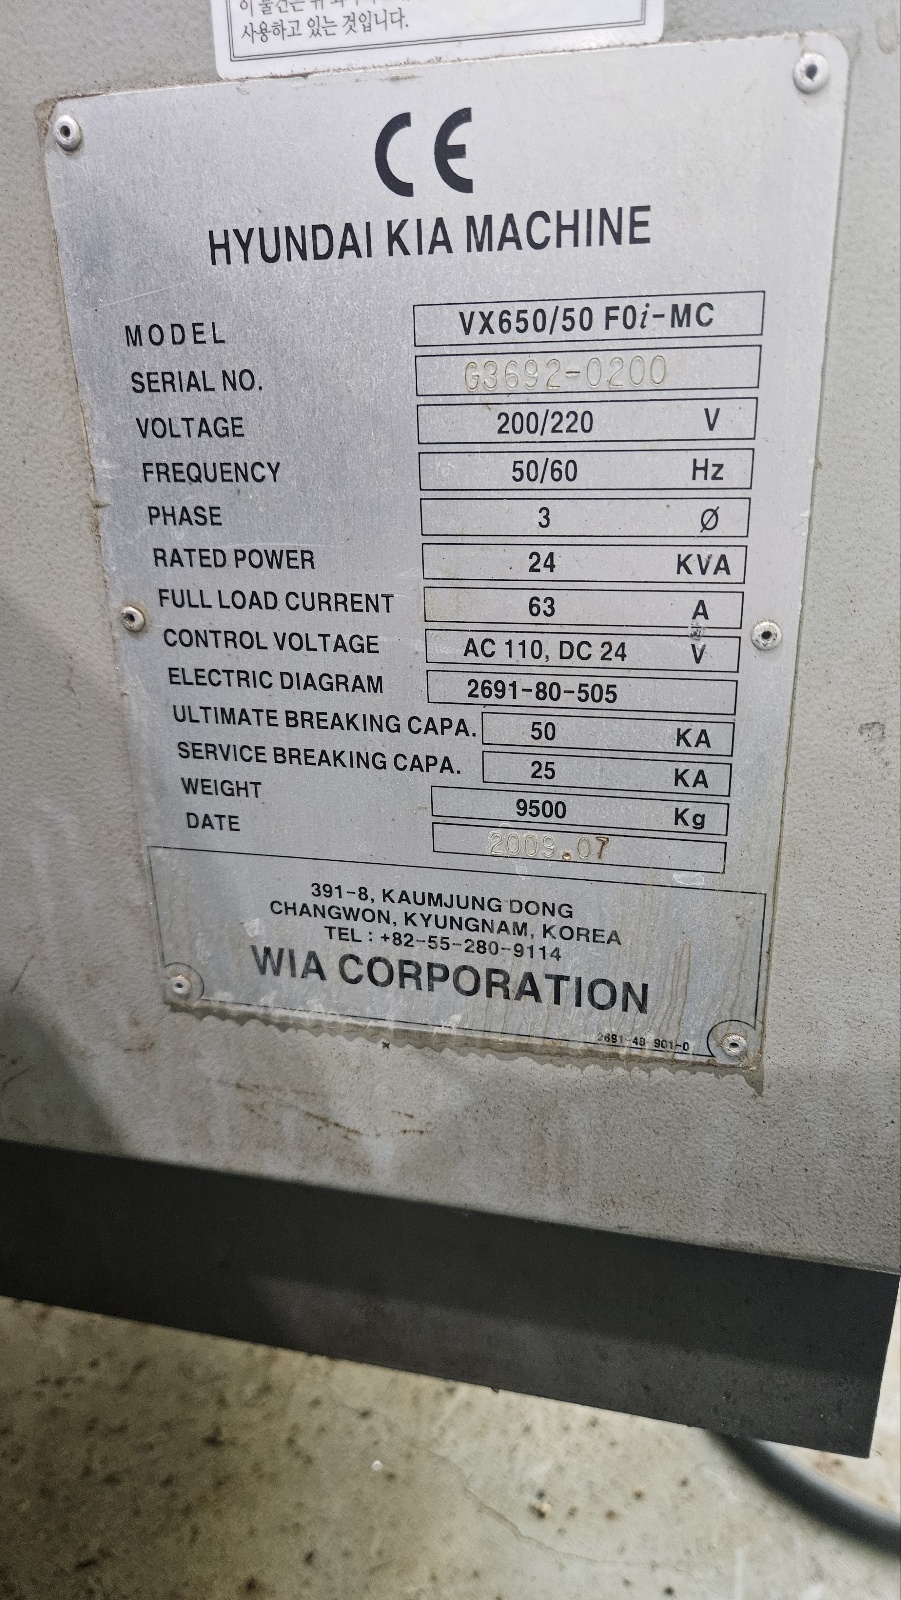 사용하고 있는 것입니다.
CE
HYUNDAI KIA MACHINE
MODEL VX650/50 F0i-MC
SERIAL NO. G3692-0200
VOLTAGE 200/220 V
FREQUENCY 50/60 Hz
PHASE 3 Ø
RATED POWER 24 KVA
FULL LOAD CURRENT 63 A
CONTROL VOLTAGE AC 110, DC 24 V
ELECTRIC DIAGRAM 2691-80-505
ULTIMATE BREAKING CAPA. 50 KA
SERVICE BREAKING CAPA. 25 KA
WEIGHT 9500 Kg
DATE 2009.07
391-8, KAUMJUNG DONG
CHANGWON, KYUNGNAM, KOREA
TEL : +82-55-280-9114
WIA CORPORATION
2691-48-901-0